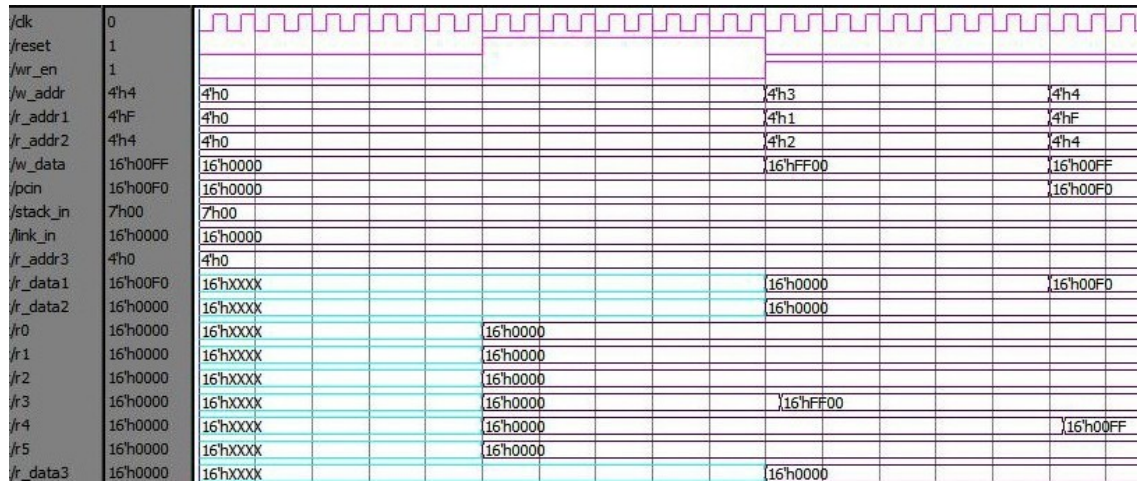 :/clk 0
:/reset 1
:/wr_en 1
:/w_addr 4'h4 4'h0 4'h3 4'h4
:/r_addr1 4'hF 4'h0 4'h1 4'hF
:/r_addr2 4'h4 4'h0 4'h2 4'h4
:/w_data 16'h00FF 16'h0000 16'hFF00 16'h00FF
:/pcin 16'h00F0 16'h0000 16'h00F0
:/stack_in 7'h00 7'h00
:/link_in 16'h0000 16'h0000
:/r_addr3 4'h0 4'h0
:/r_data1 16'h00F0 16'hXXXX 16'h0000 16'h00F0
:/r_data2 16'h0000 16'hXXXX 16'h0000
:/r0 16'h0000 16'hXXXX 16'h0000
:/r1 16'h0000 16'hXXXX 16'h0000
:/r2 16'h0000 16'hXXXX 16'h0000
:/r3 16'h0000 16'hXXXX 16'h0000 16'hFF00
:/r4 16'h0000 16'hXXXX 16'h0000 16'h00FF
:/r5 16'h0000 16'hXXXX 16'h0000
:/r_data3 16'h0000 16'hXXXX 16'h0000